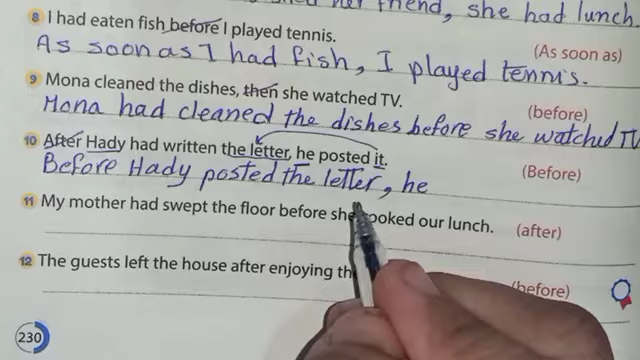 her friend, she had lunch.
8 I had eaten fish before I played tennis.
(As soon as)
As soon as I had fish, I played tennis.
9 Mona cleaned the dishes, then she watched TV.
(before)
Mona had cleaned the dishes before she watched TV
10 After Hady had written the letter, he posted it.
(Before)
Before Hady posted the letter, he
11 My mother had swept the floor before she cooked our lunch. (after)
12 The guests left the house after enjoying
(before)
230